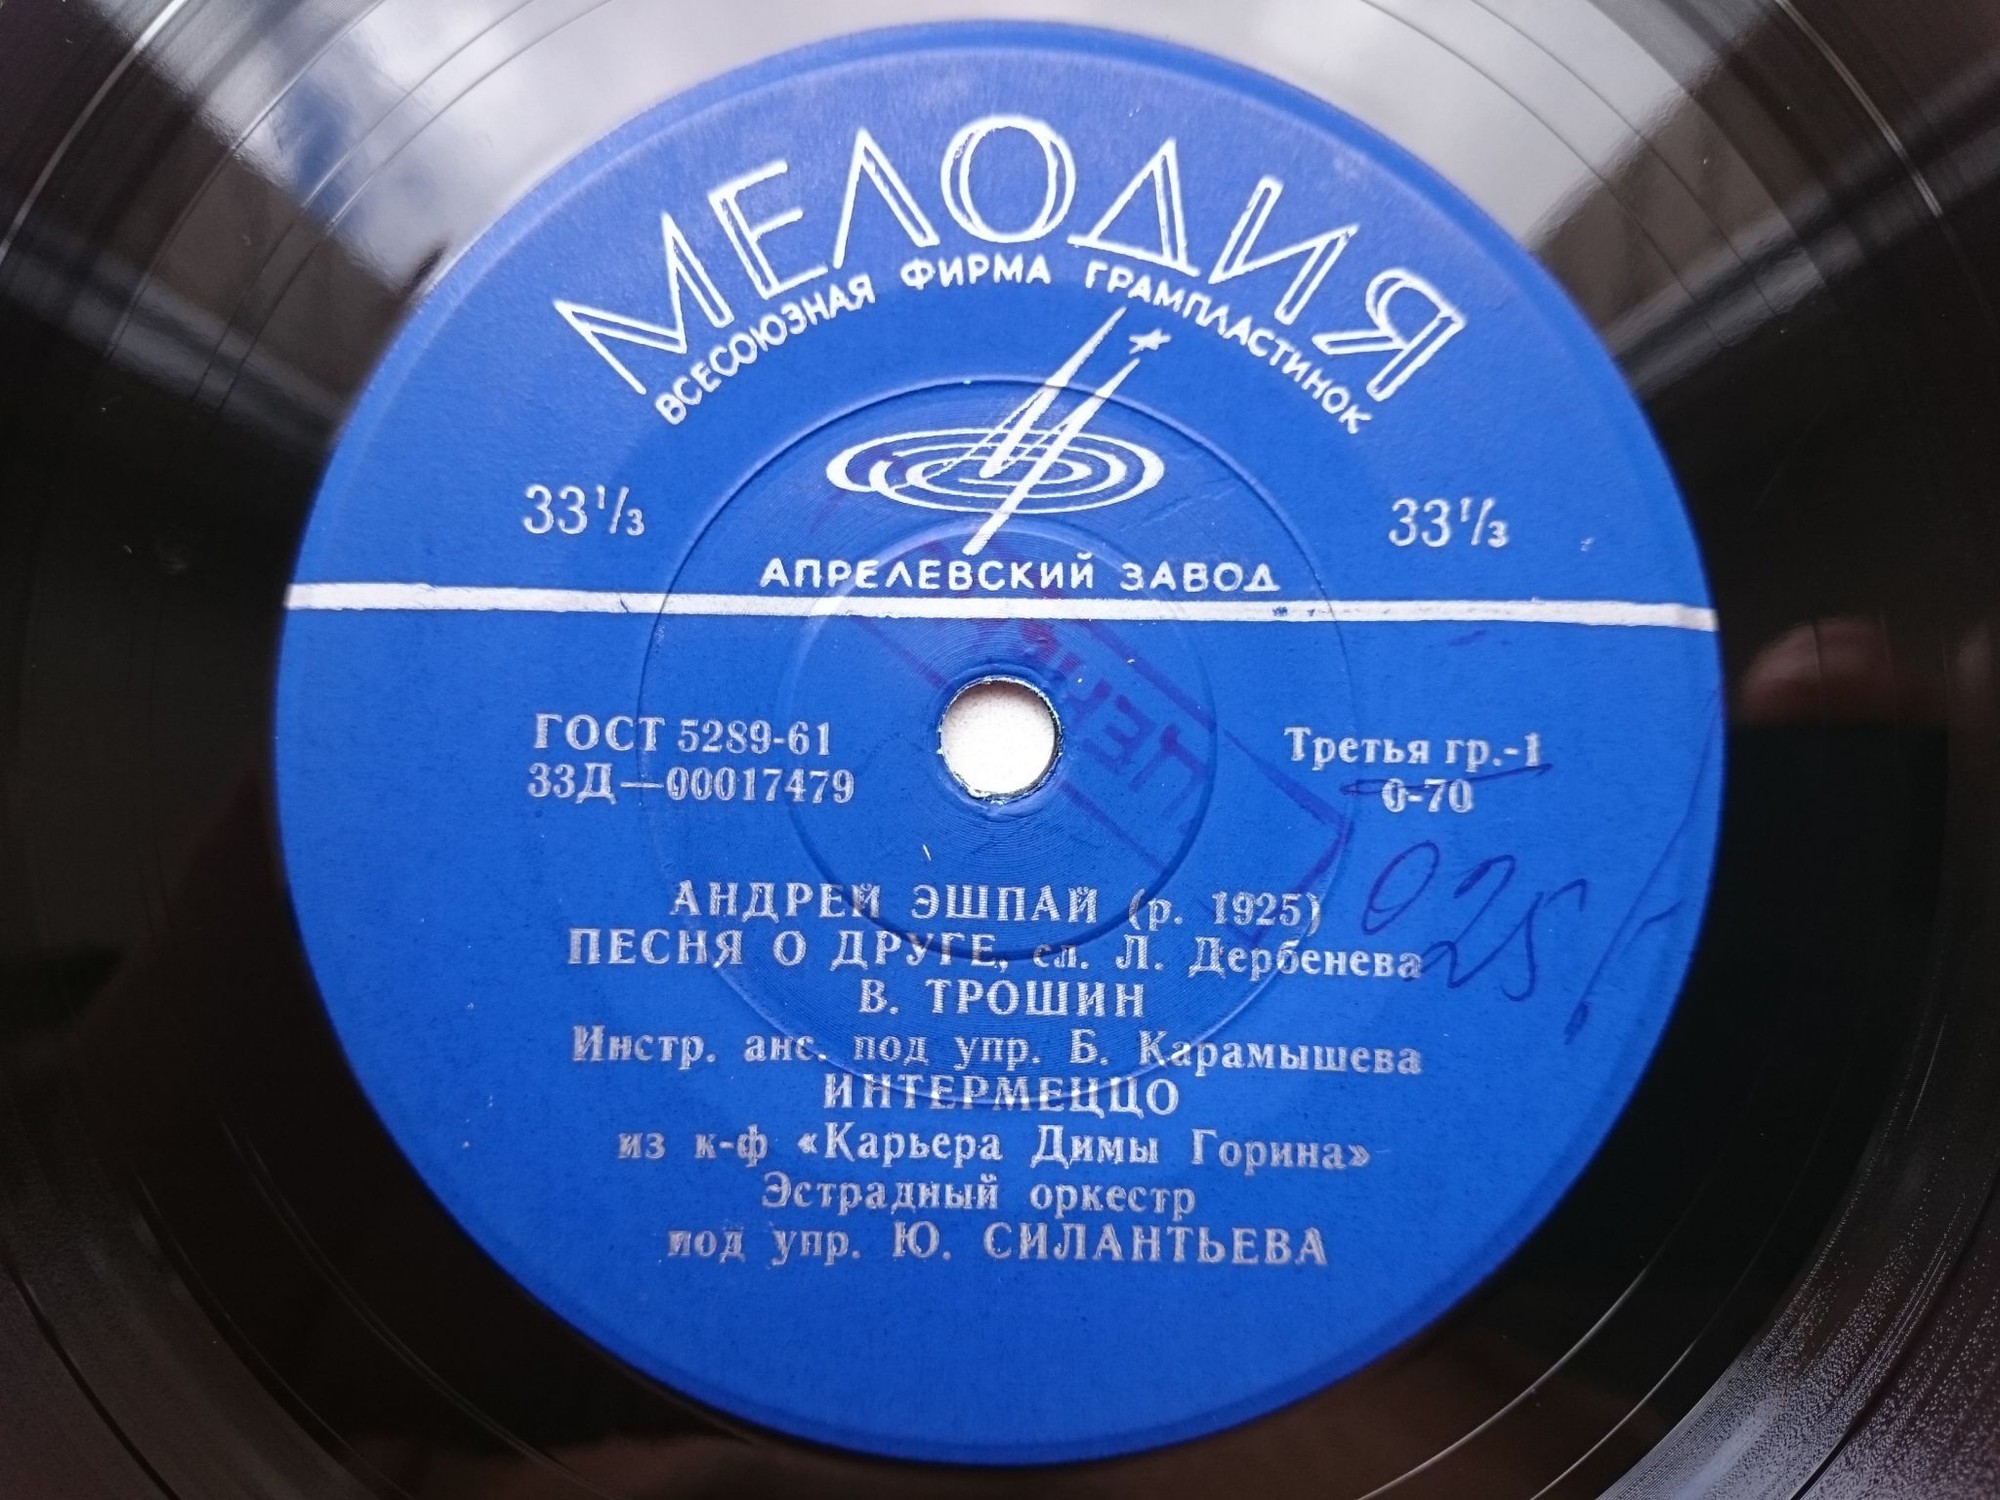 МЕЛОДИЯ
ВСЕСОЮЗНАЯ ФИРМА ГРАМПЛАСТИНОК
33⅓ 33⅓
АПРЕЛЕВСКИЙ ЗАВОД
ГОСТ 5289-61 Третья гр.-1
33Д—00017479 0-70
025
АНДРЕЙ ЭШПАЙ (р. 1925)
ПЕСНЯ О ДРУГЕ, сл. Л. Дербенева
В. ТРОШИН
Инстр. анс. под упр. Б. Карамышева
ИНТЕРМЕЦЦО
из к-ф «Карьера Димы Горина»
Эстрадный оркестр
под упр. Ю. СИЛАНТЬЕВА